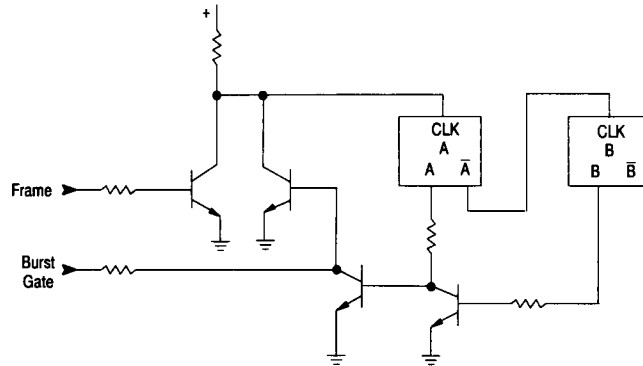 +
CLK
A
A A̅
CLK
B
B B̅
Frame
Burst
Gate